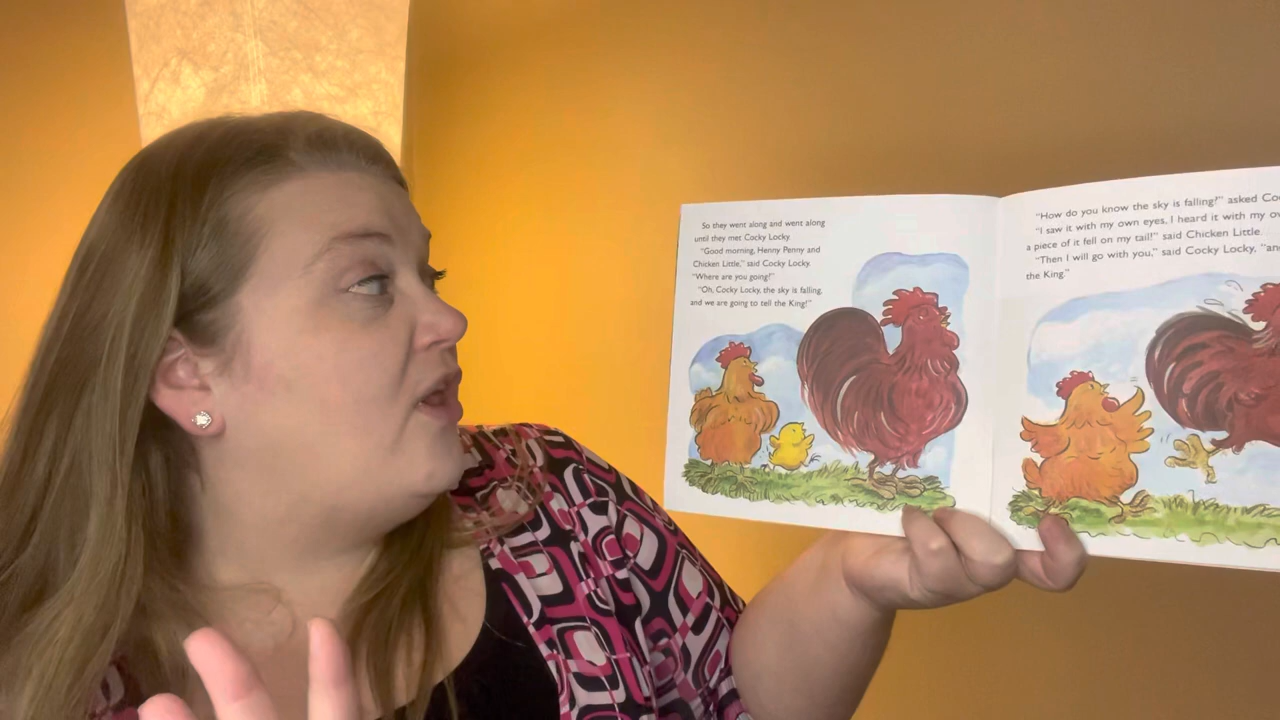 So they went along and went along
until they met Cocky Locky.
"Good morning, Henny Penny and
Chicken Little," said Cocky Locky.
"Where are you going?"
"Oh, Cocky Locky, the sky is falling,
and we are going to tell the King!"
"How do you know the sky is falling?" asked
"I saw it with my own eyes, I heard it with my
a piece of it fell on my tail!" said Chicken Little.
"Then I will go with you," said Cocky Locky,
the King."